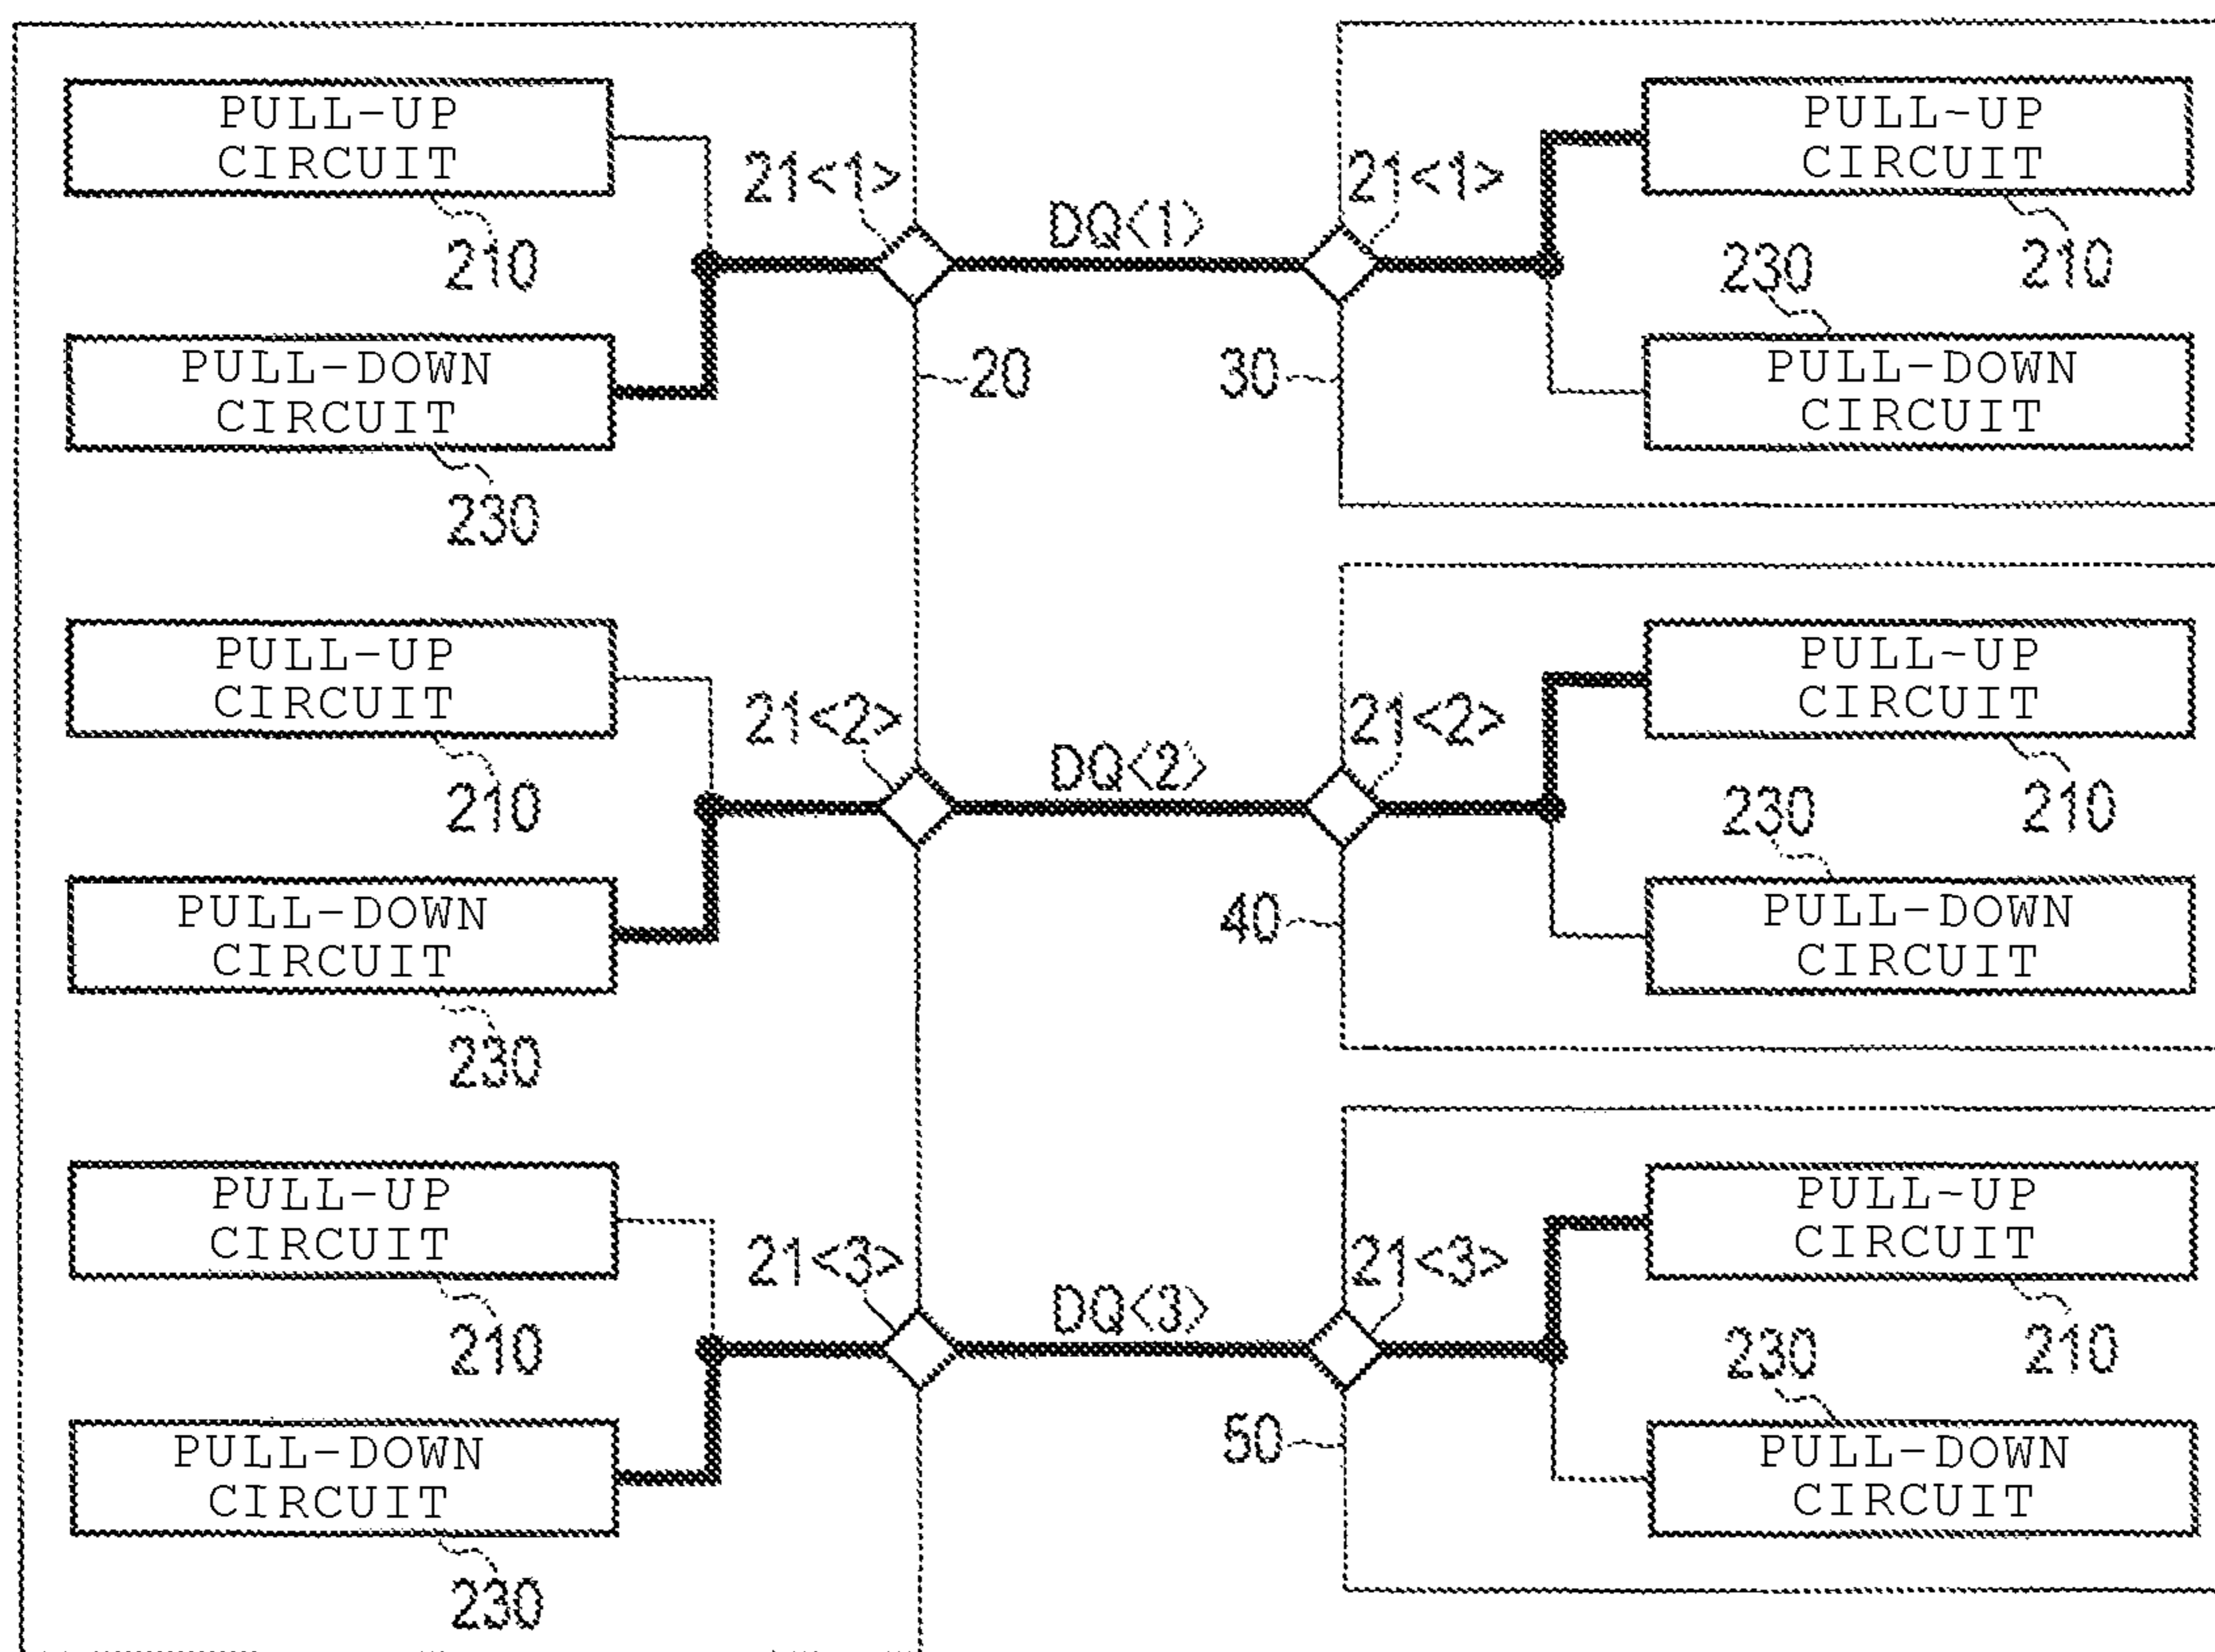 PULL-UP
CIRCUIT
210
PULL-DOWN
CIRCUIT
230
21<1>
DQ<1>
21<1>
20
30
PULL-UP
CIRCUIT
210
230
PULL-DOWN
CIRCUIT
PULL-UP
CIRCUIT
210
PULL-DOWN
CIRCUIT
230
21<2>
DQ<2>
21<2>
40
PULL-UP
CIRCUIT
210
230
PULL-DOWN
CIRCUIT
PULL-UP
CIRCUIT
210
PULL-DOWN
CIRCUIT
230
21<3>
DQ<3>
21<3>
50
PULL-UP
CIRCUIT
210
230
PULL-DOWN
CIRCUIT